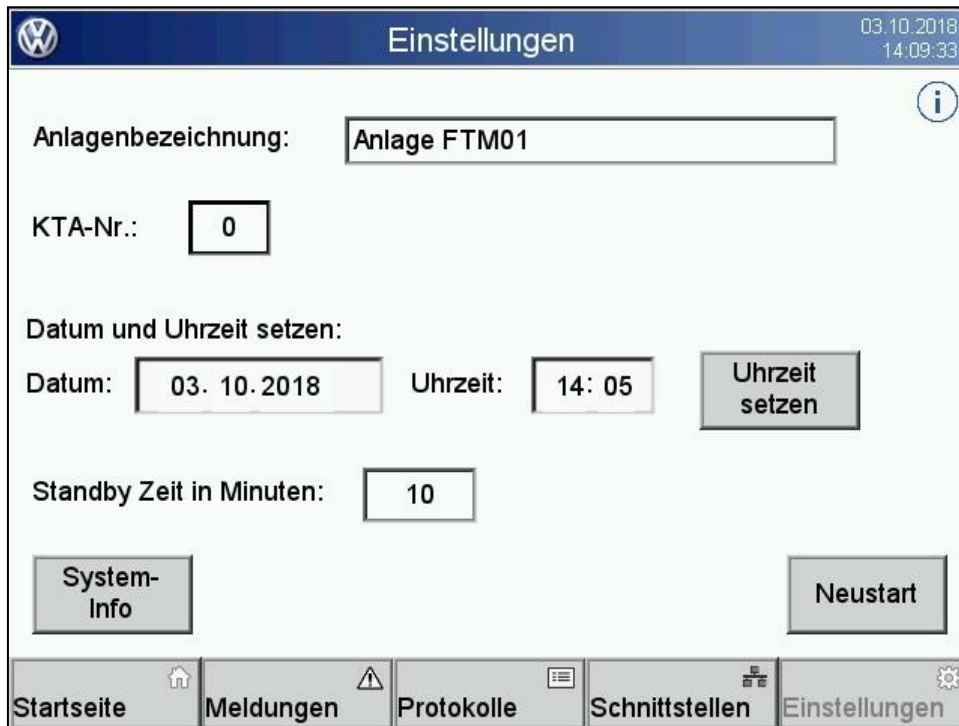 Einstellungen
03.10.2018
14:09:33
i
Anlagenbezeichnung: Anlage FTM01
KTA-Nr.: 0
Datum und Uhrzeit setzen:
Datum: 03. 10. 2018 Uhrzeit: 14: 05 Uhrzeit
setzen
Standby Zeit in Minuten: 10
System-
Info
Neustart
Startseite Meldungen Protokolle Schnittstellen Einstellungen